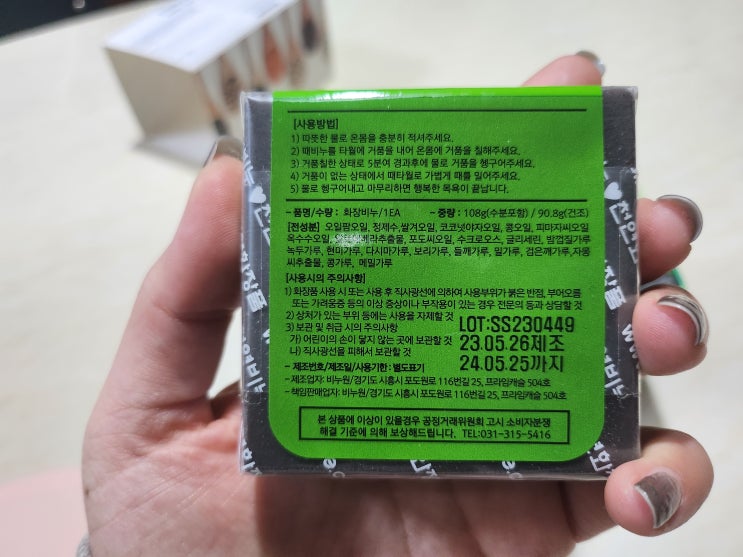 [사용방법]
1) 따뜻한 물로 온몸을 충분히 적셔주세요.
2) 때비누를 타월에 거품을 내어 온몸에 거품을 칠해주세요.
3) 거품칠한 상태로 5분여 경과후에 물로 거품을 헹구어주세요.
4) 거품이 없는 상태에서 때타월로 가볍게 때를 밀어주세요.
5) 물로 헹구어내고 마무리하면 행복한 목욕이 끝납니다.
- 품명/수량 : 화장비누/1EA - 중량 : 108g(수분포함) / 90.8g(건조)
[전성분] 오일팜오일, 정제수, 쌀겨오일, 코코넛야자오일, 콩오일, 피마자씨오일
옥수수오일, 알로에베라추출물, 포도씨오일, 수크로오스, 글리세린, 밤껍질가루
녹두가루, 현미가루, 다시마가루, 보리가루, 들깨가루, 밀가루, 검은깨가루, 자몽
씨추출물, 콩가루, 메밀가루
[사용시의 주의사항]
1) 화장품 사용 시 또는 사용 후 직사광선에 의하여 사용부위가 붉은 반점, 부어오름
또는 가려움증 등의 이상 증상이나 부작용이 있는 경우 전문의 등과 상담할 것
2) 상처가 있는 부위 등에는 사용을 자제할 것
3) 보관 및 취급 시의 주의사항
가) 어린이의 손이 닿지 않는 곳에 보관할 것
나) 직사광선을 피해서 보관할 것
LOT:SS230449
23.05.26제조
24.05.25까지
- 제조번호/제조일/사용기한 : 별도표기
- 제조업자: 비누원/경기도 시흥시 포도원로 116번길 25, 프라임캐슬 504호
- 책임판매업자: 비누원/경기도 시흥시 포도원로 116번길 25, 프라임캐슬 504호
본 상품에 이상이 있을경우 공정거래위원회 고시 소비자분쟁
해결 기준에 의해 보상해드립니다. TEL:031-315-5416